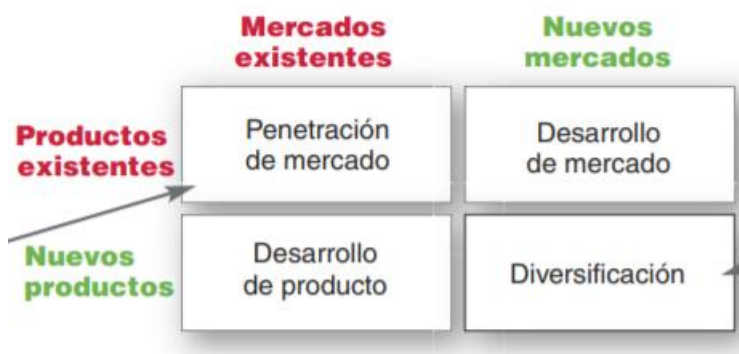 Mercados
existentes
Nuevos
mercados
Productos
existentes
Penetración
de mercado
Desarrollo
de mercado
Nuevos
productos
Desarrollo
de producto
Diversificación